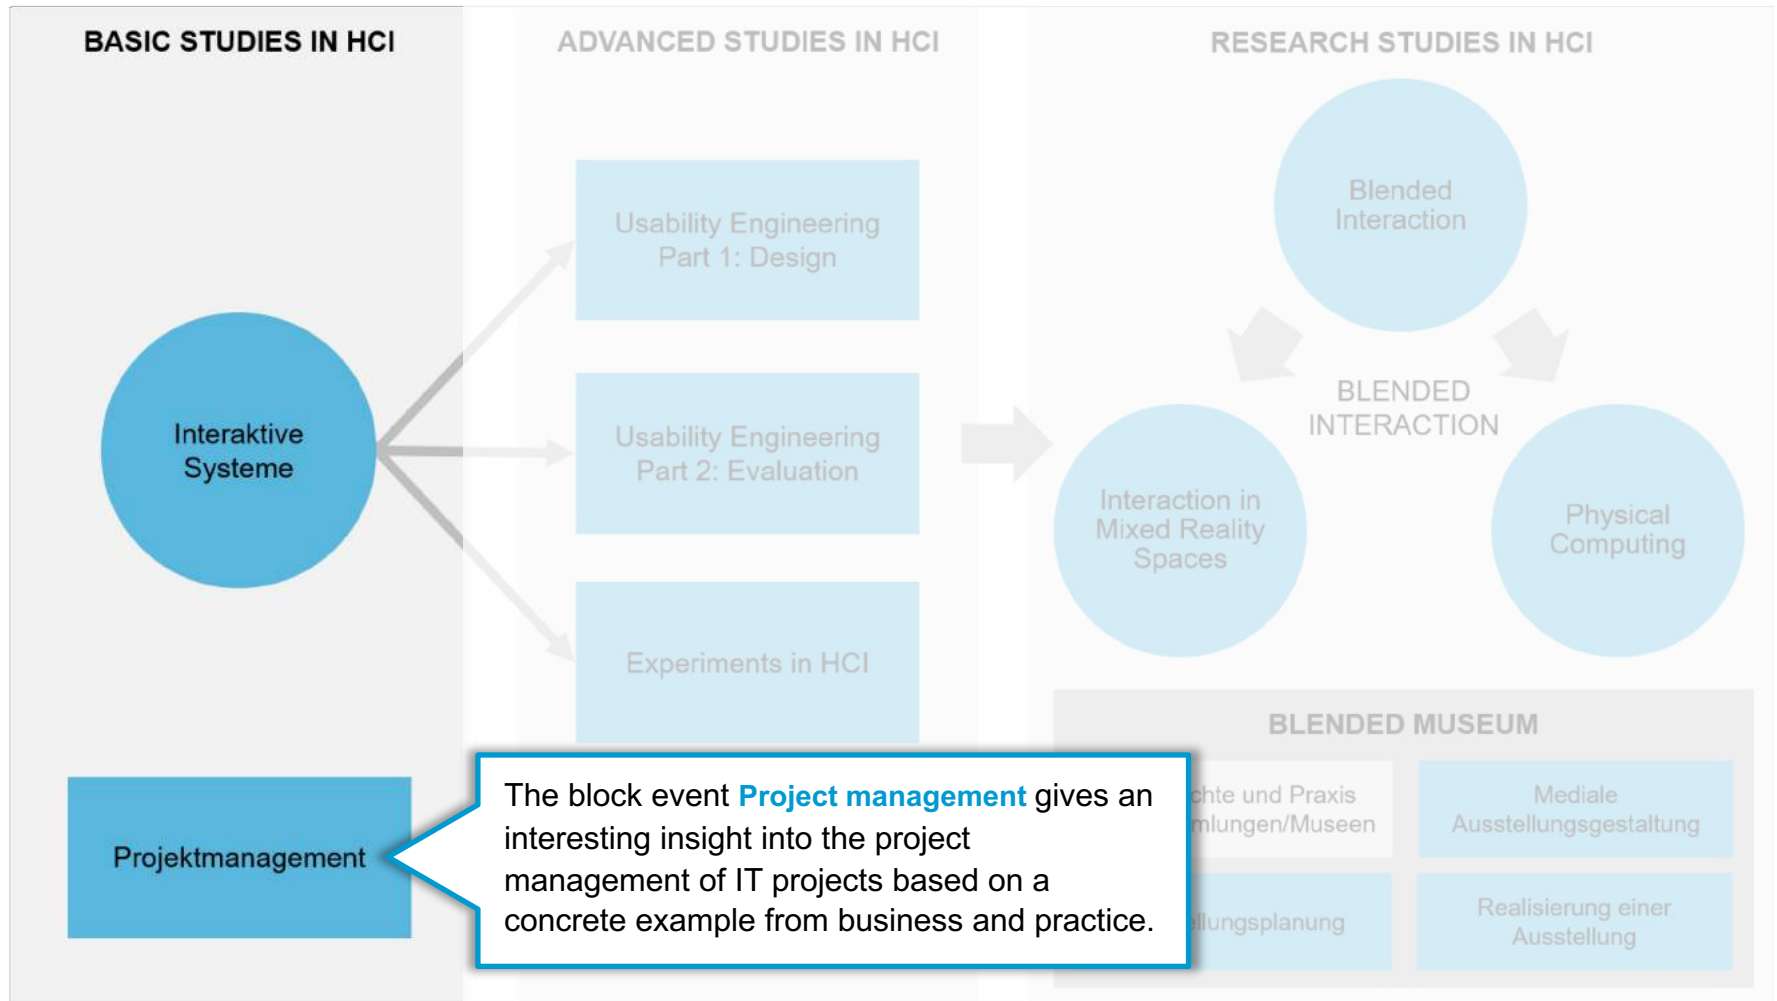 BASIC STUDIES IN HCI
Interaktive
Systeme
Projektmanagement
ADVANCED STUDIES IN HCI
Usability Engineering
Part 1: Design
Usability Engineering
Part 2: Evaluation
Experiments in HCI
The block event Project management gives an
interesting insight into the project
management of IT projects based on a
concrete example from business and practice.
RESEARCH STUDIES IN HCI
Blended
Interaction
BLENDED
INTERACTION
Interaction in
Mixed Reality
Spaces
Physical
Computing
BLENDED MUSEUM
und Praxis
Mediale
Ausstellungsgestaltung
Realisierung einer
Ausstellung